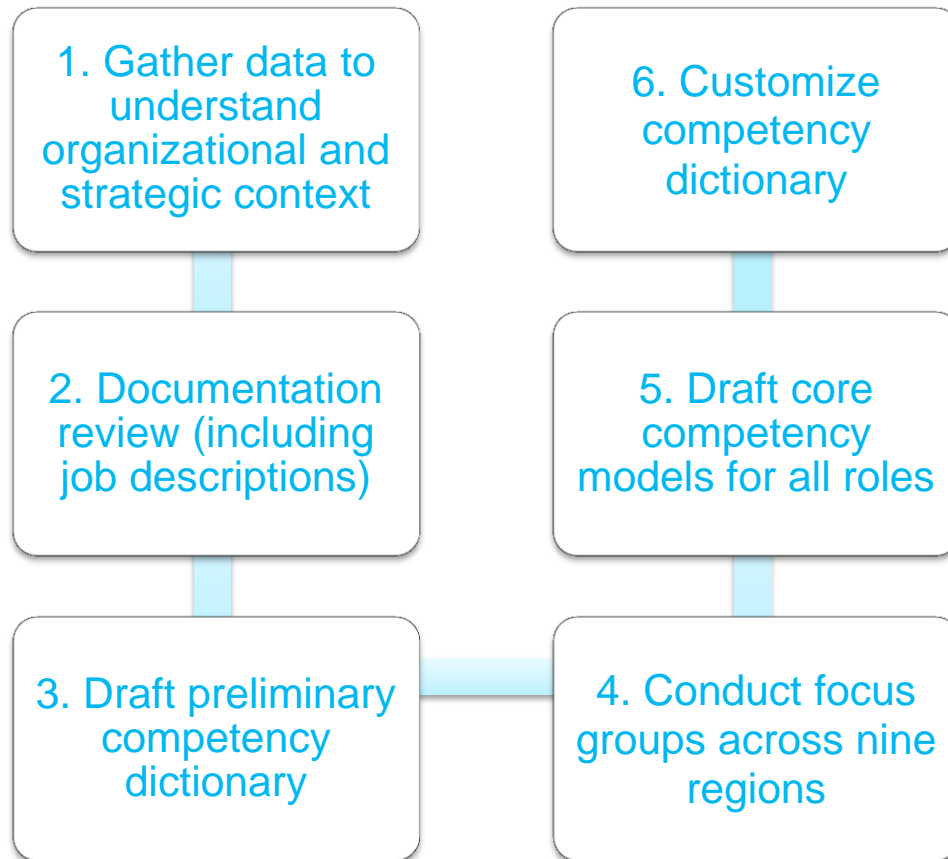 1. Gather data to
understand
organizational and
strategic context
2. Documentation
review (including
job descriptions)
3. Draft preliminary
competency
dictionary
4. Conduct focus
groups across nine
regions
5. Draft core
competency
models for all roles
6. Customize
competency
dictionary